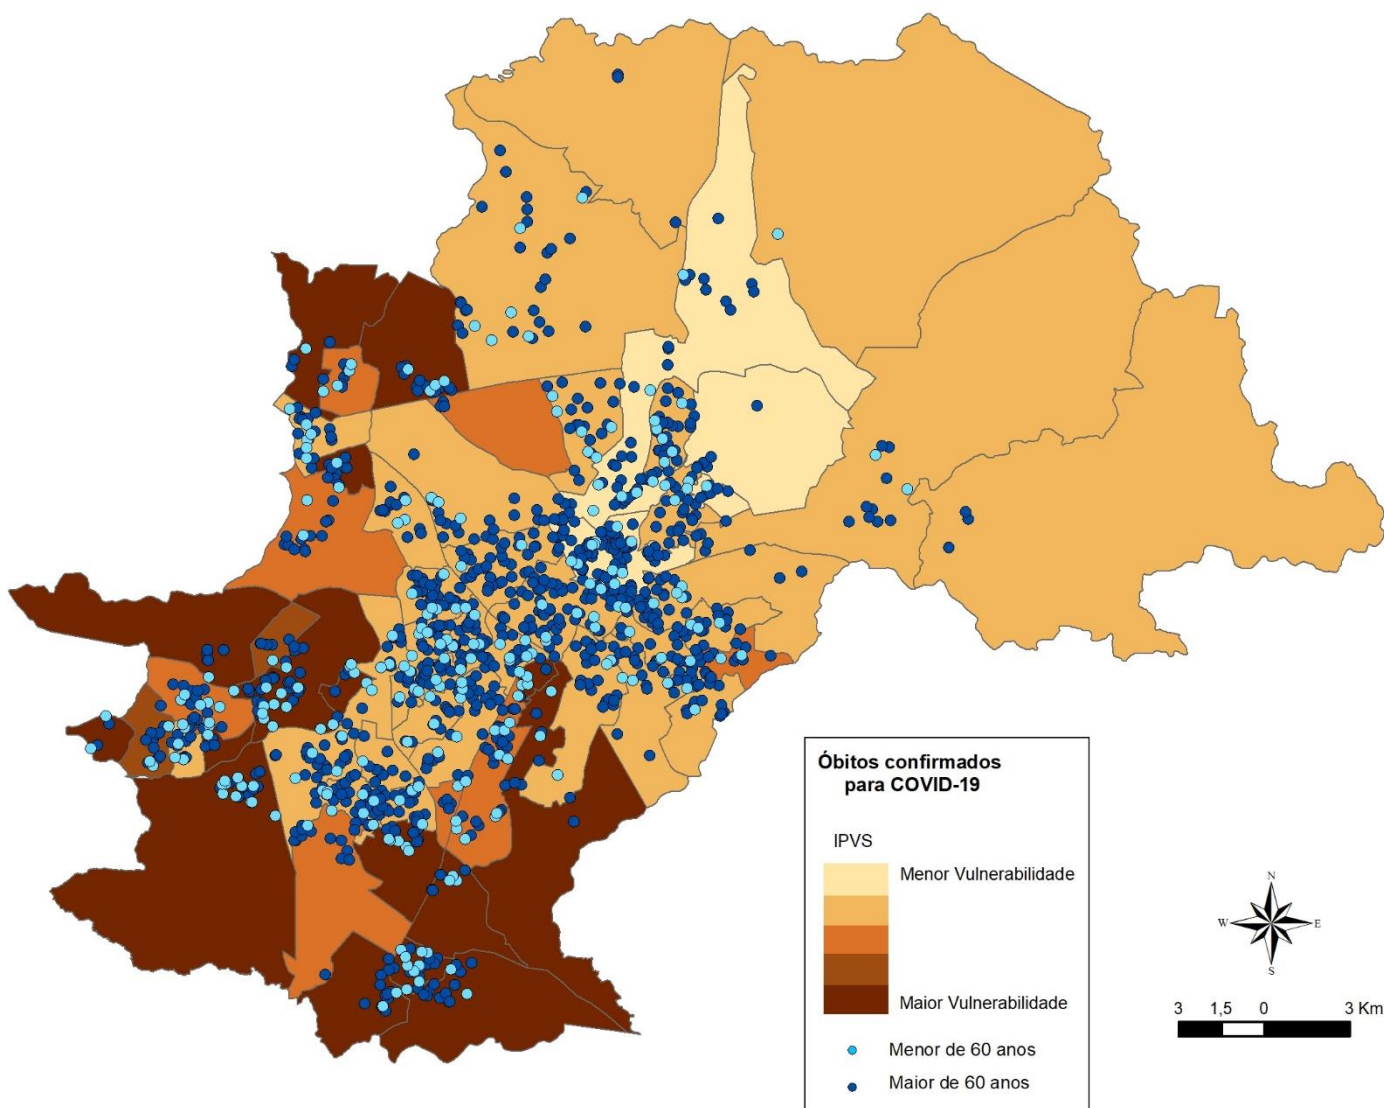 Óbitos confirmados
para COVID-19
IPVS
Menor Vulnerabilidade
Maior Vulnerabilidade
Menor de 60 anos
Maior de 60 anos
N
W E
S
3 1,5 0 3 Km